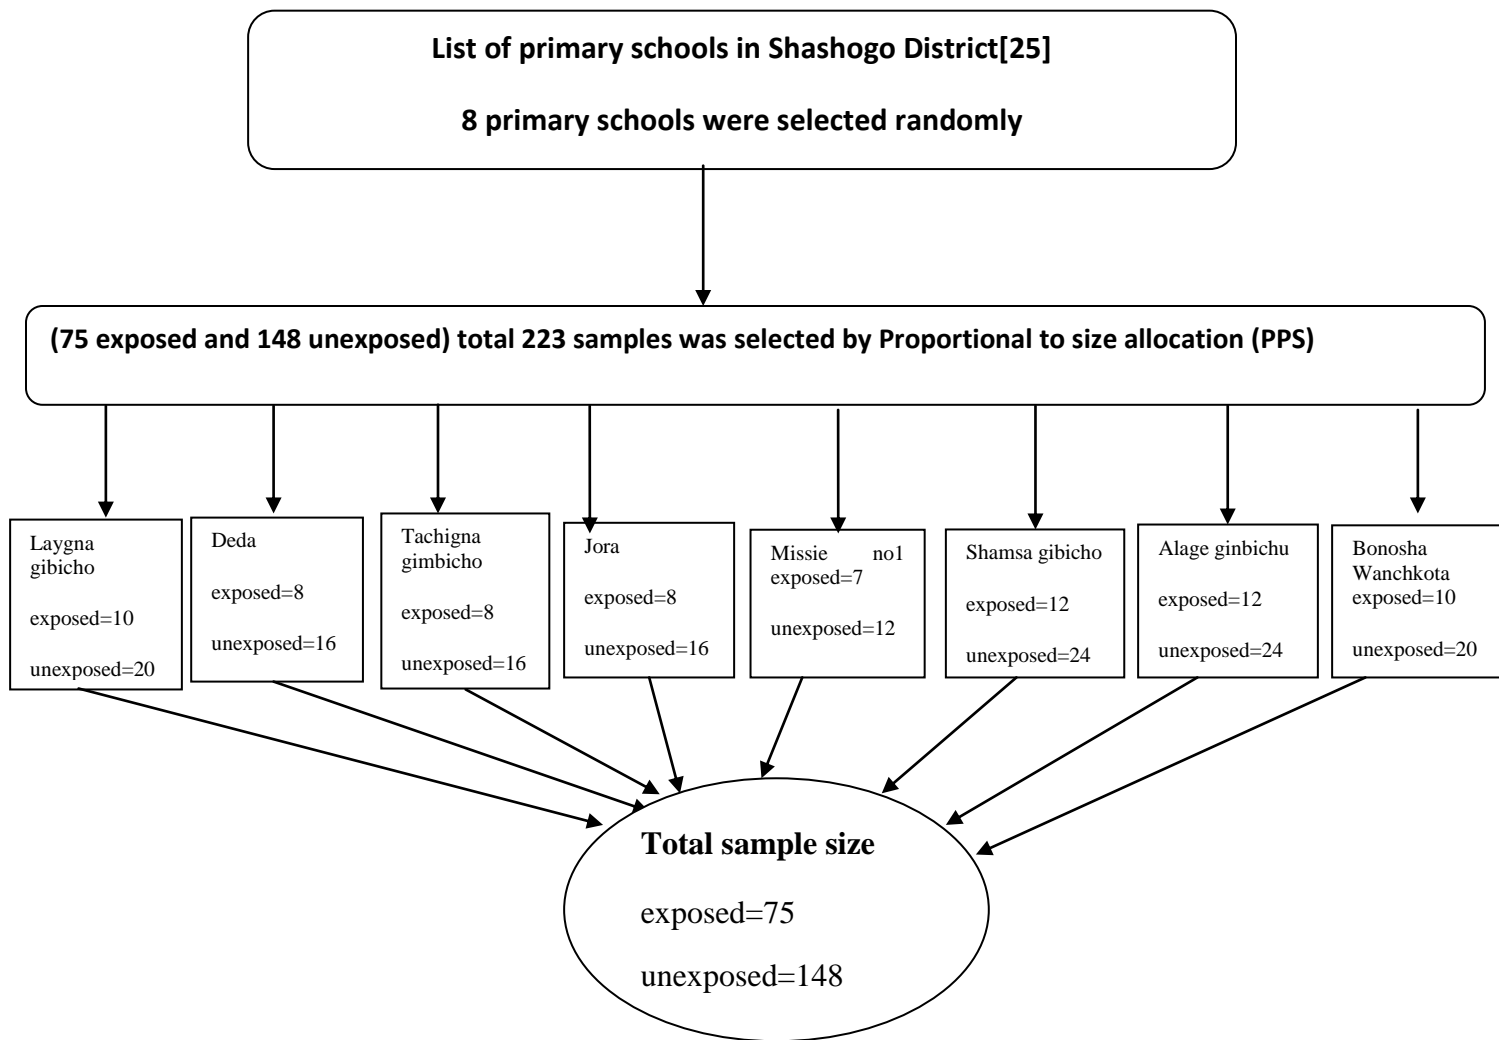 List of primary schools in Shashogo District[25]
8 primary schools were selected randomly
(75 exposed and 148 unexposed) total 223 samples was selected by Proportional to size allocation (PPS)
Laygna
gibicho
exposed=10
unexposed=20
Deda
exposed=8
unexposed=16
Tachigna
gimbicho
exposed=8
unexposed=16
Jora
exposed=8
unexposed=16
Missie no1
exposed=7
unexposed=12
Shamsa gibicho
exposed=12
unexposed=24
Alage ginbichu
exposed=12
unexposed=24
Bonosha
Wanchkota
exposed=10
unexposed=20
Total sample size
exposed=75
unexposed=148